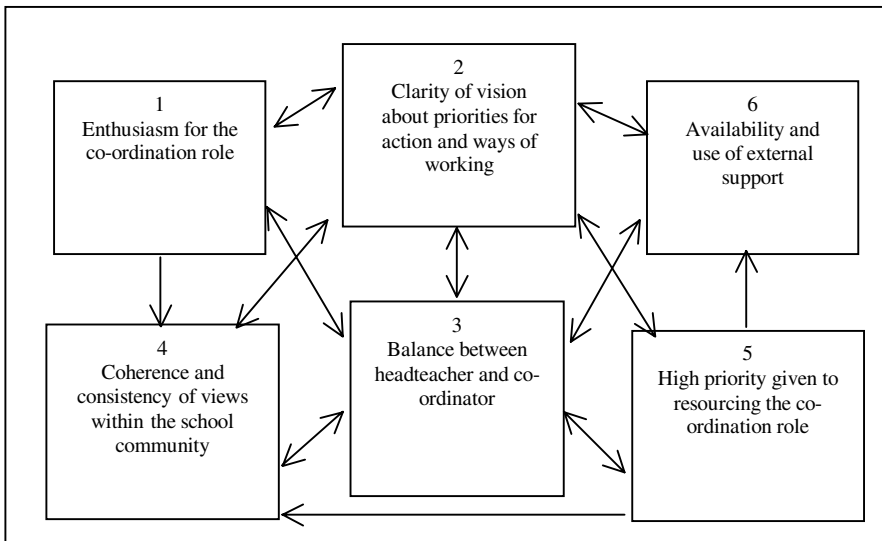 1
Enthusiasm for the
co-ordination role
2
Clarity of vision
about priorities for
action and ways of
working
6
Availability and
use of external
support
4
Coherence and
consistency of views
within the school
community
3
Balance between
headteacher and co-
ordinator
5
High priority given to
resourcing the co-
ordination role